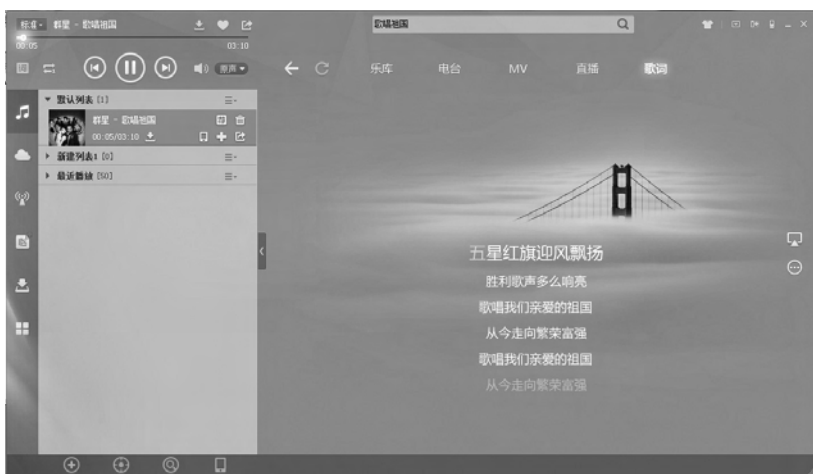 标准 群星 - 歌唱祖国
00:05 03:10
词 原声
默认列表 [1]
群星 - 歌唱祖国
00:05/03:10
新建列表1 [0]
最近播放 [50]
歌唱祖国
乐库 电台 MV 直播 歌词
五星红旗迎风飘扬
胜利歌声多么响亮
歌唱我们亲爱的祖国
从今走向繁荣富强
歌唱我们亲爱的祖国
从今走向繁荣富强